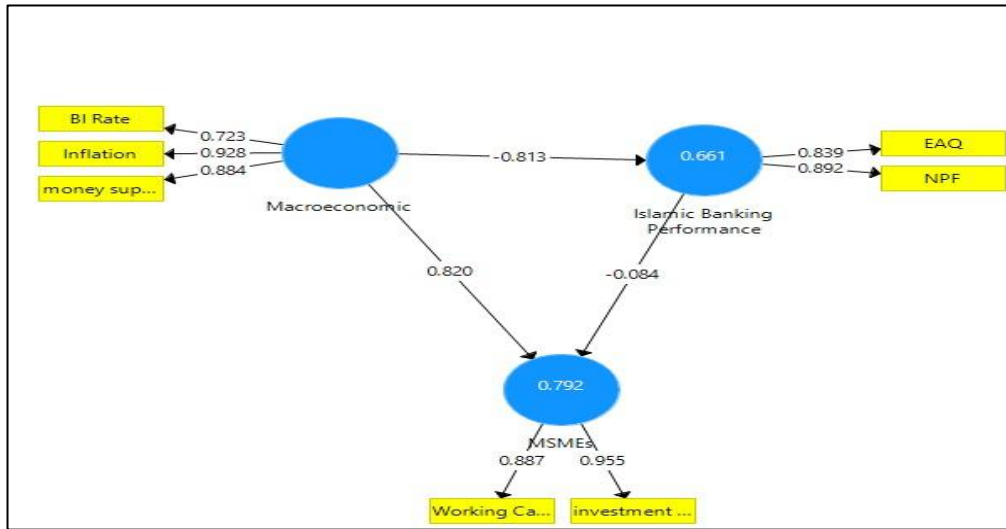 BI Rate
Inflation
money sup...
0.723
0.928
0.884
Macroeconomic
-0.813
0.661
Islamic Banking
Performance
0.839
0.892
EAQ
NPF
0.820
-0.084
0.792
MSMEs
0.887
0.955
Working Ca...
investment ...